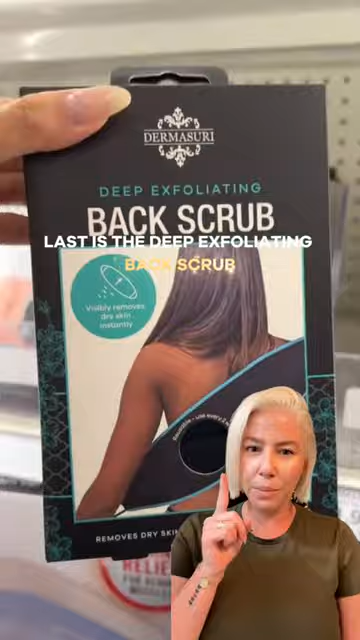 DERMASURI
DEEP EXFOLIATING
BACK SCRUB
LAST IS THE DEEP EXFOLIATING
BACK SCRUB
Visibly removes
dry skin
instantly
REMOVES DRY SKIN